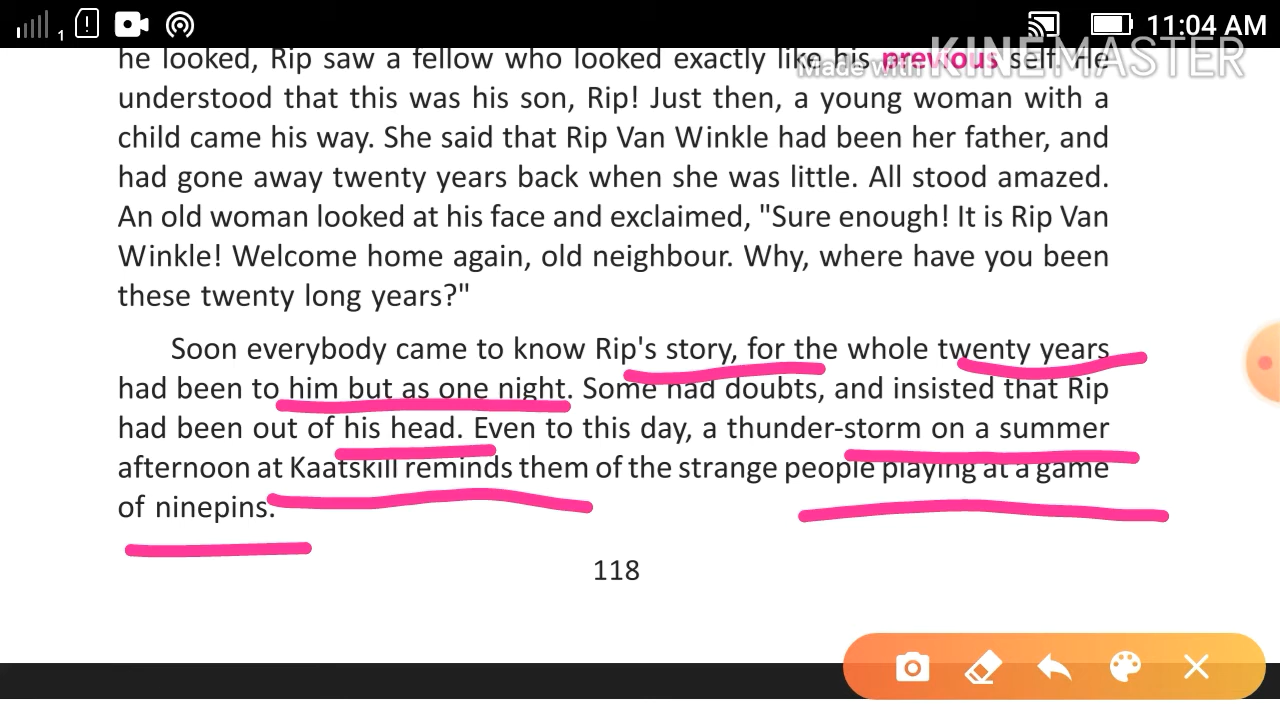 1 11:04 AM
Made with KINEMASTER
he looked, Rip saw a fellow who looked exactly like his previous self. He
understood that this was his son, Rip! Just then, a young woman with a
child came his way. She said that Rip Van Winkle had been her father, and
had gone away twenty years back when she was little. All stood amazed.
An old woman looked at his face and exclaimed, "Sure enough! It is Rip Van
Winkle! Welcome home again, old neighbour. Why, where have you been
these twenty long years?"
Soon everybody came to know Rip's story, for the whole twenty years
had been to him but as one night. Some had doubts, and insisted that Rip
had been out of his head. Even to this day, a thunder-storm on a summer
afternoon at Kaatskill reminds them of the strange people playing at a game
of ninepins.
118